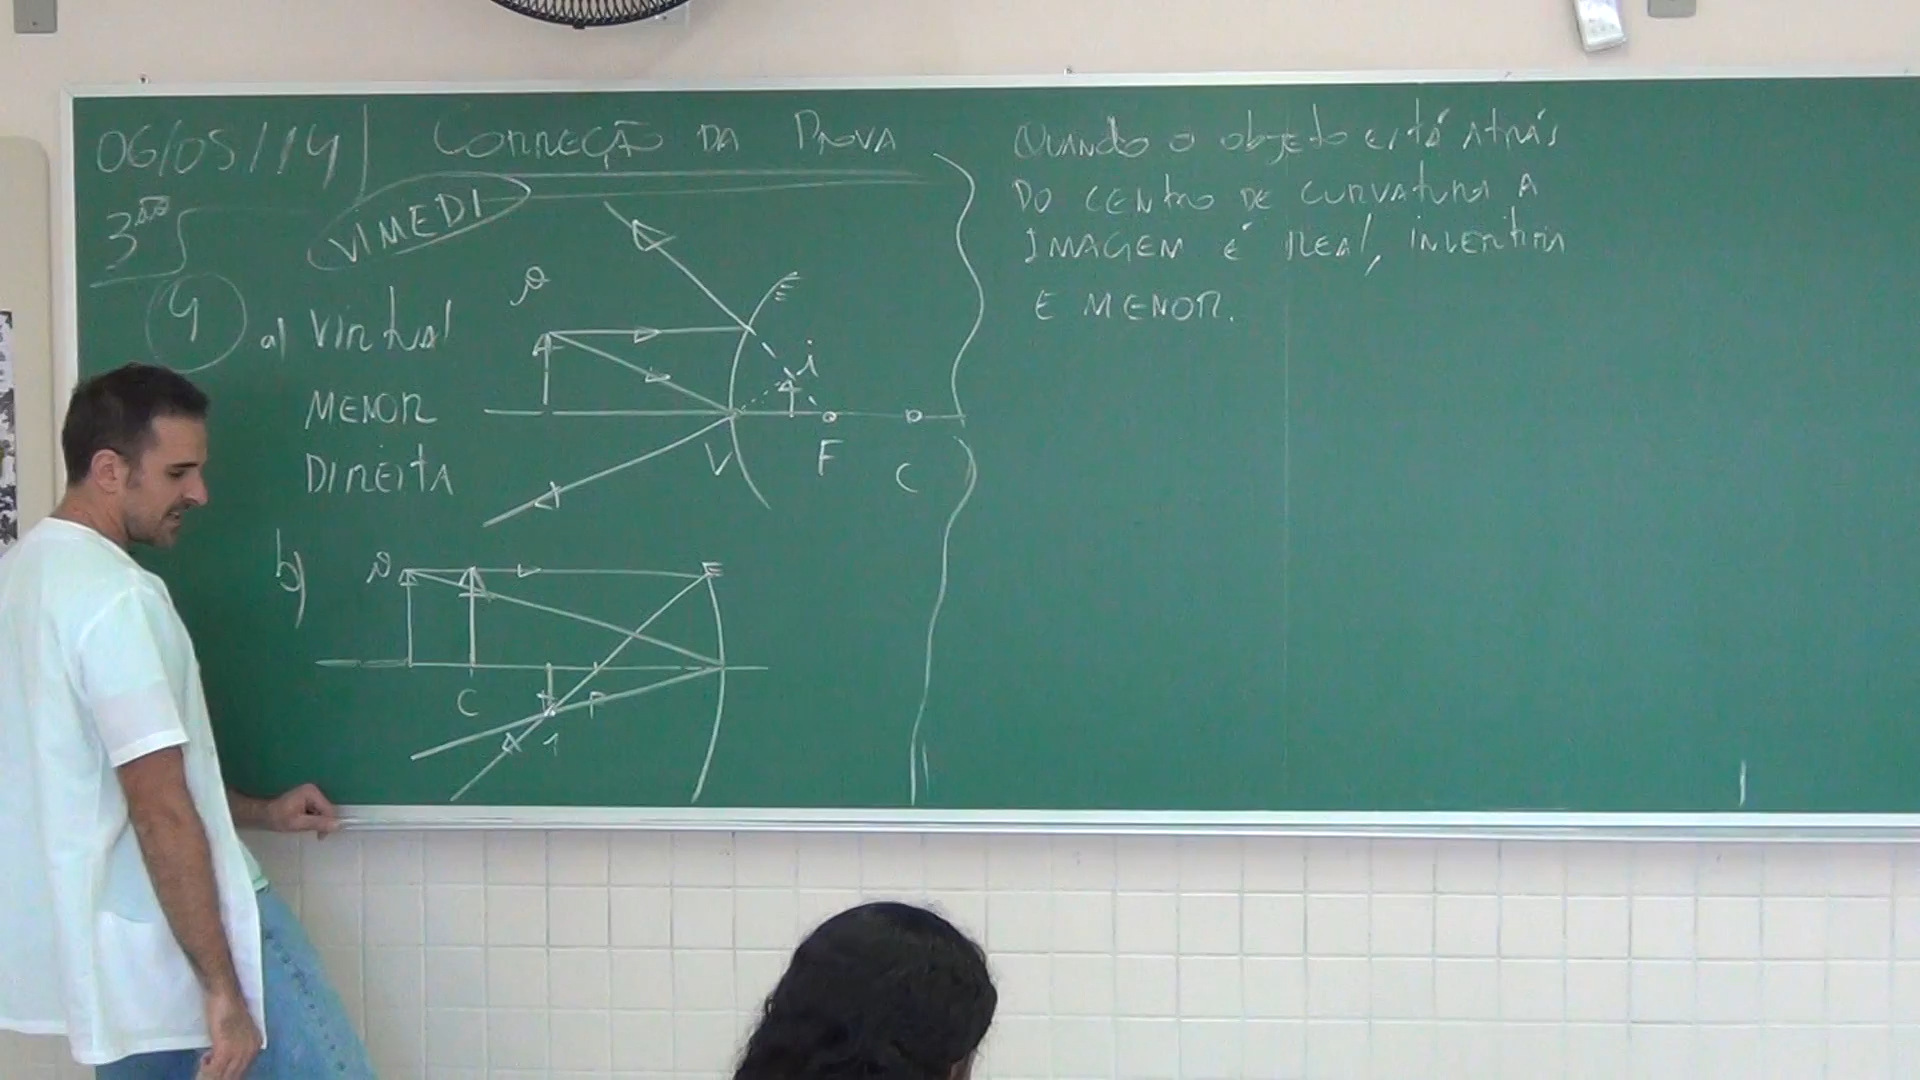 06/05/14 CORREÇÃO DA PROVA
3ºˢ
VIMEDI
4 a) Virtual
MENOR
DIREITA
o
E
i
V F C
b) o
E
C F
i
QUANDO O objeto está Atrás
DO CENTRO DE CURVATURA A
IMAGEM é REAL, INVERTIDA
E MENOR.